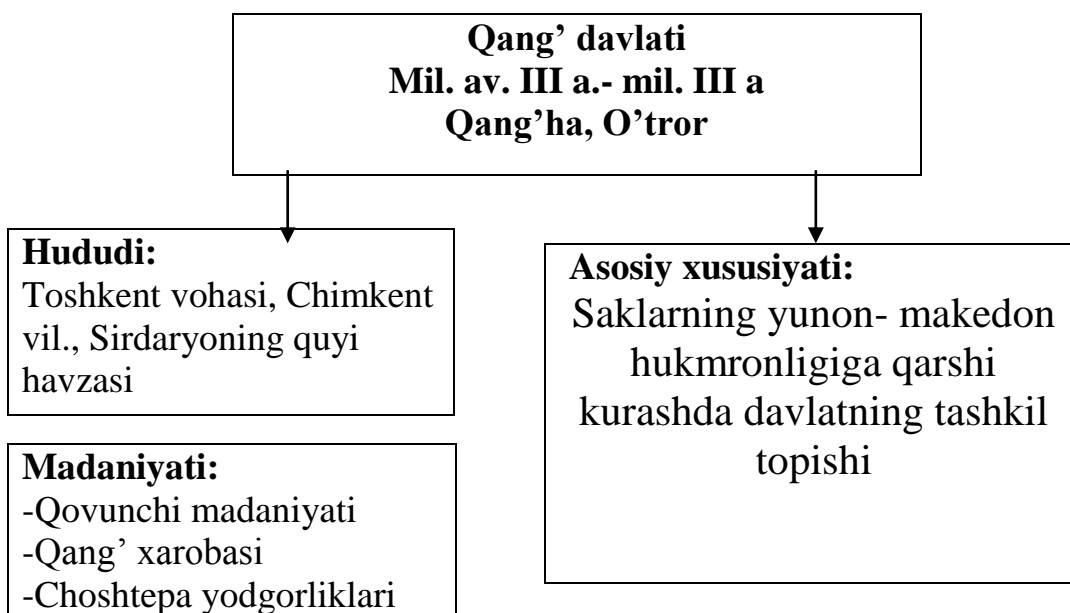 Qang’ davlati
Mil. av. III a.- mil. III a
Qang’ha, O’tror
Hududi:
Toshkent vohasi, Chimkent
vil., Sirdaryoning quyi
havzasi
Asosiy xususiyati:
Saklarning yunon- makedon
hukmronligiga qarshi
kurashda davlatning tashkil
topishi
Madaniyati:
-Qovunchi madaniyati
-Qang’ xarobasi
-Choshtepa yodgorliklari